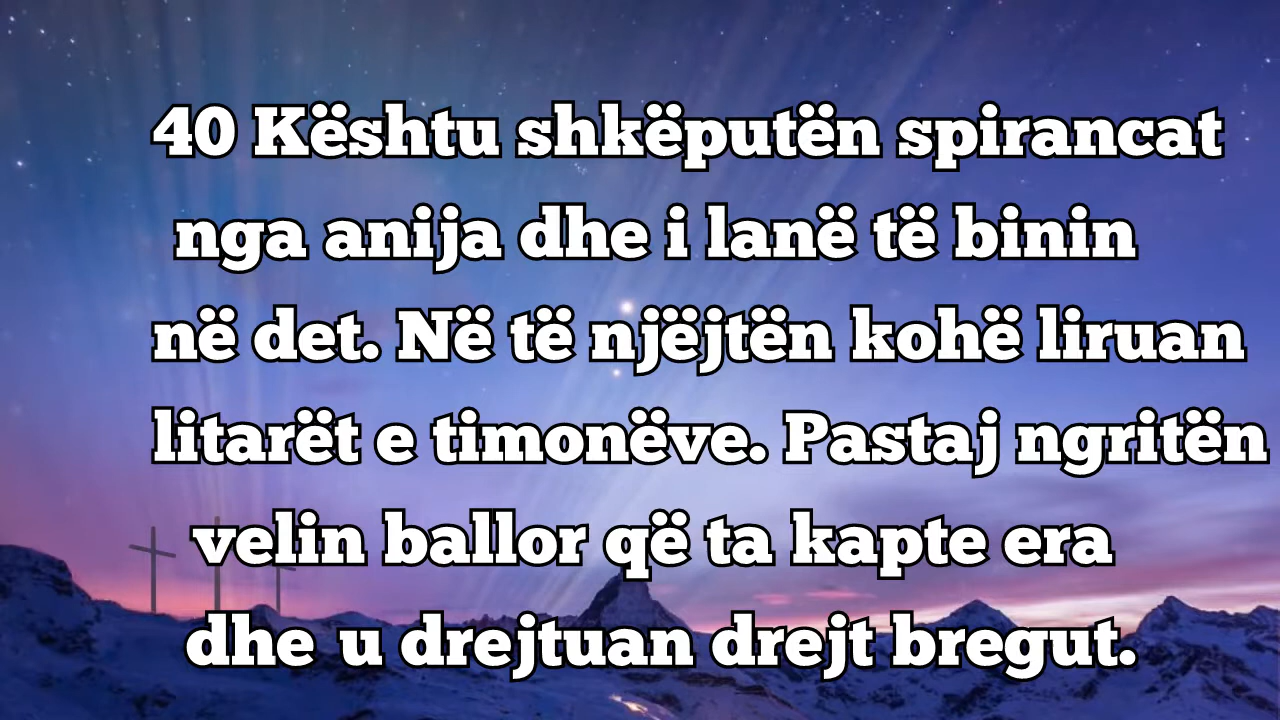 40 Kështu shkëputën spirancat
nga anija dhe i lanë të binin
në det. Në të njëjtën kohë liruan
litarët e timonëve. Pastaj ngritën
velin ballor që ta kapte era
dhe u drejtuan drejt bregut.